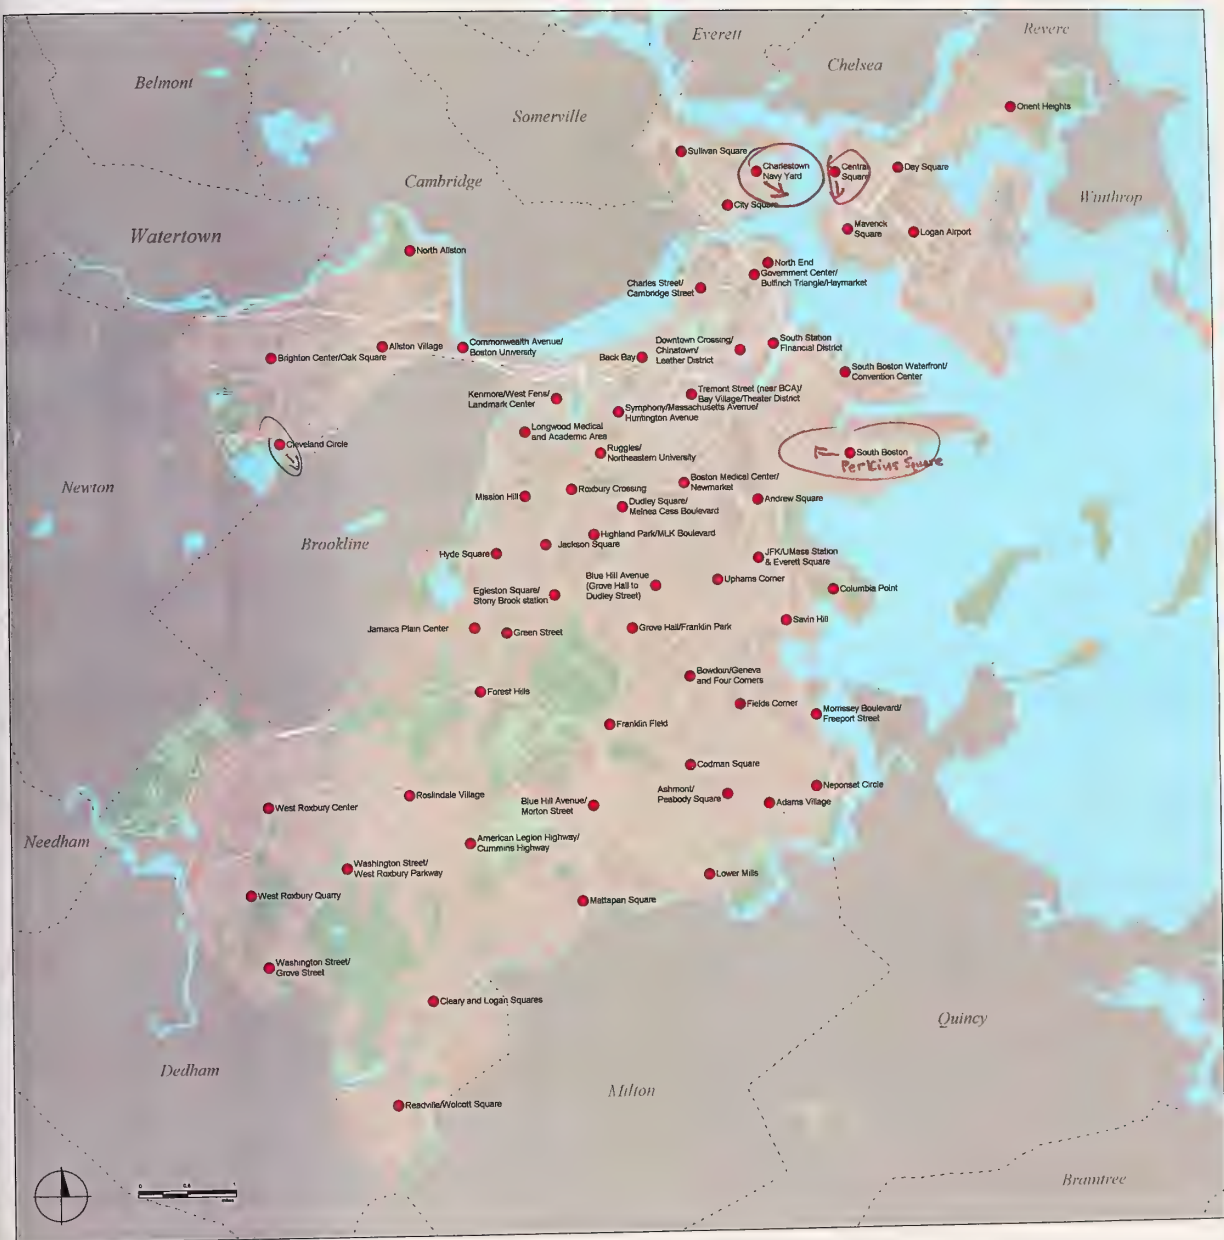 Everett
Revere
Chelsea
Belmont
Somerville
Orient Heights
Sullivan Square
Charlestown
Navy Yard
Central
Square
Day Square
Cambridge
Winthrop
City Square
Maverick
Square
Logan Airport
Watertown
North Allston
North End
Government Center/
Bulfinch Triangle/Haymarket
Charles Street/
Cambridge Street
Allston Village
Commonwealth Avenue/
Boston University
Brighton Center/Oak Square
Back Bay
Downtown Crossing/
Chinatown/
Leather District
South Station
Financial District
South Boston Waterfront/
Convention Center
Kenmore/West Fens/
Landmark Center
Tremont Street (near BCA)/
Bay Village/Theater District
Symphony/Massachusetts Avenue/
Huntington Avenue
Longwood Medical
and Academic Area
Cleveland Circle
Ruggles/
Northeastern University
South Boston
Perkins Square
Newton
Mission Hill
Roxbury Crossing
Boston Medical Center/
Newmarket
Dudley Square/
Melnea Cass Boulevard
Andrew Square
Brookline
Highland Park/MLK Boulevard
Jackson Square
Hyde Square
JFK/UMass Station
& Everett Square
Egleston Square/
Stony Brook station
Blue Hill Avenue
(Grove Hall to
Dudley Street)
Uphams Corner
Columbia Point
Jamaica Plain Center
Green Street
Grove Hall/Franklin Park
Savin Hill
Forest Hills
Bowdoin/Geneva
and Four Corners
Fields Corner
Morrissey Boulevard/
Freeport Street
Franklin Field
Codman Square
Ashmont/
Peabody Square
Neponset Circle
Adams Village
West Roxbury Center
Roslindale Village
Blue Hill Avenue/
Morton Street
Needham
American Legion Highway/
Cummins Highway
Washington Street/
West Roxbury Parkway
Lower Mills
West Roxbury Quarry
Mattapan Square
Washington Street/
Grove Street
Cleary and Logan Squares
Quincy
Dedham
Milton
Readville/Wolcott Square
Braintree
0 0.5 1
miles